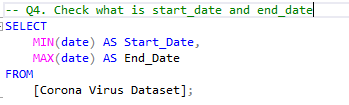 -- Q4. Check what is start_date and end_date
SELECT
MIN(date) AS Start_Date,
MAX(date) AS End_Date
FROM
[Corona Virus Dataset];